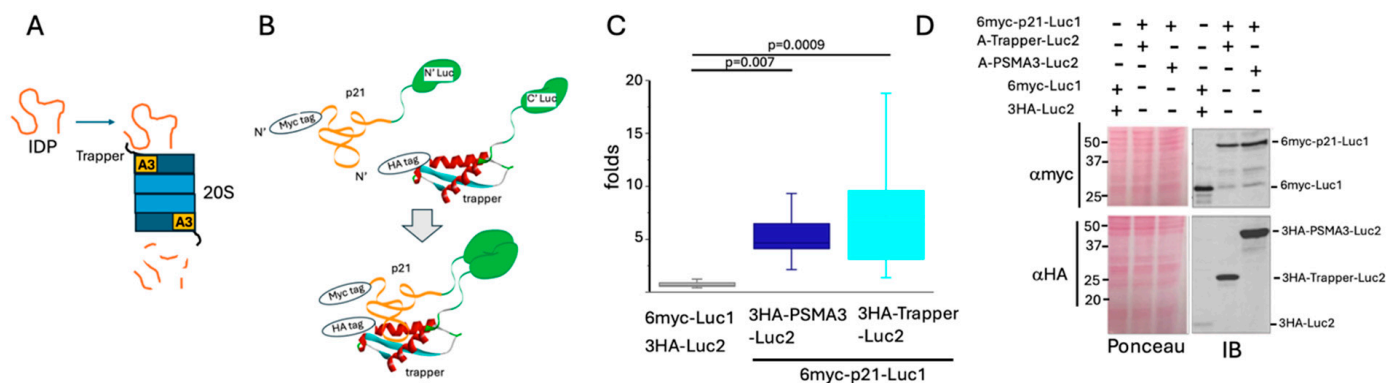 A
IDP
Trapper
A3
20S
A3
B
N' Luc
p21
C' Luc
N'
Myc tag
HA tag
N'
trapper
p21
Myc tag
HA tag
trapper
C
p=0.0009
p=0.007
folds
20
15
10
5
6myc-Luc1
3HA-Luc2
3HA-PSMA3
-Luc2
3HA-Trapper
-Luc2
6myc-p21-Luc1
D
6myc-p21-Luc1 - + + - + +
A-Trapper-Luc2 - + - - + -
A-PSMA3-Luc2 - - + - - +
6myc-Luc1 + - - + - -
3HA-Luc2 + - - + - -
αmyc
50
37
25
6myc-p21-Luc1
6myc-Luc1
αHA
50
37
25
20
3HA-PSMA3-Luc2
3HA-Trapper-Luc2
3HA-Luc2
Ponceau
IB